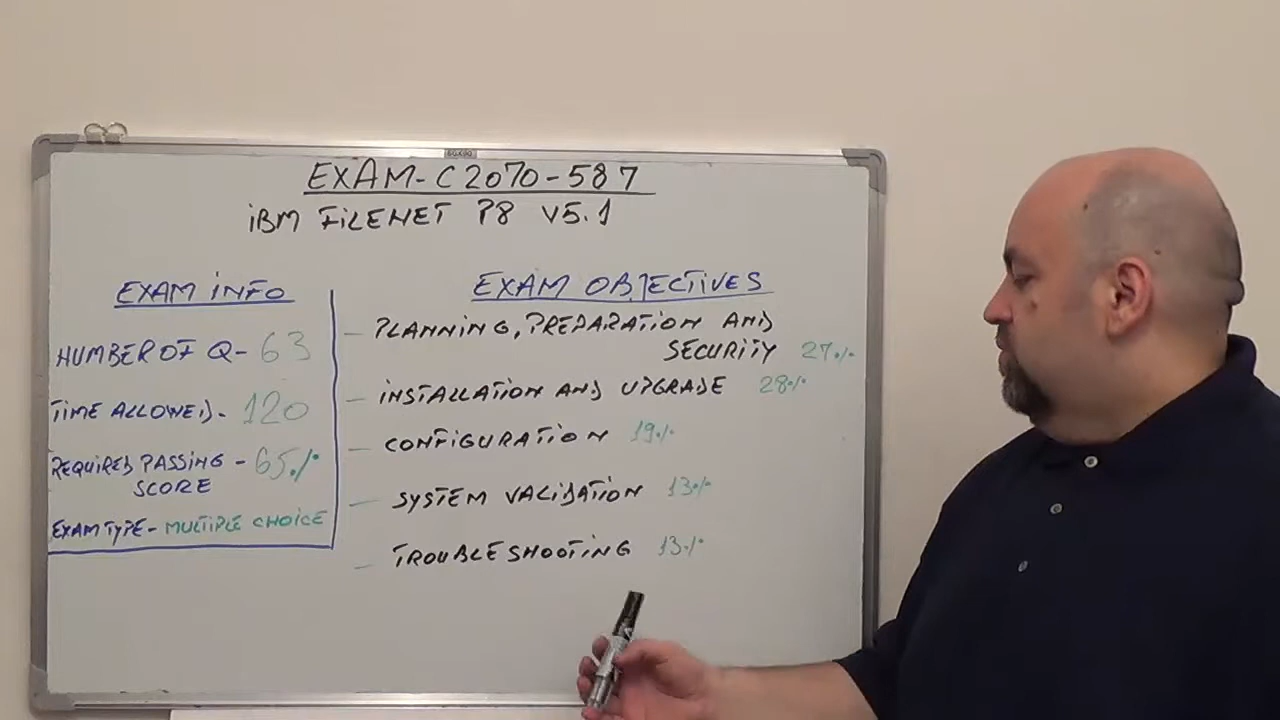 EXAM-C2070-587
iBM FiLENET P8 V5.1
EXAM iNFO
NUMBER OF Q- 63
TIME ALLOWED- 120
REQUIRED PASSING - 65%
SCORE
EXAM TYPE- MULTIPLE CHOICE
EXAM OBJECTiVES
- PLANNiNG, PREPARATiON AND
SECURiTY 27%
- iNSTALLATiON AND UPGRADE 28%
- CONFiGURATiON 19%
- SYSTEM VALiDATiON 13%
- TROUBLESHOOTiNG 13%